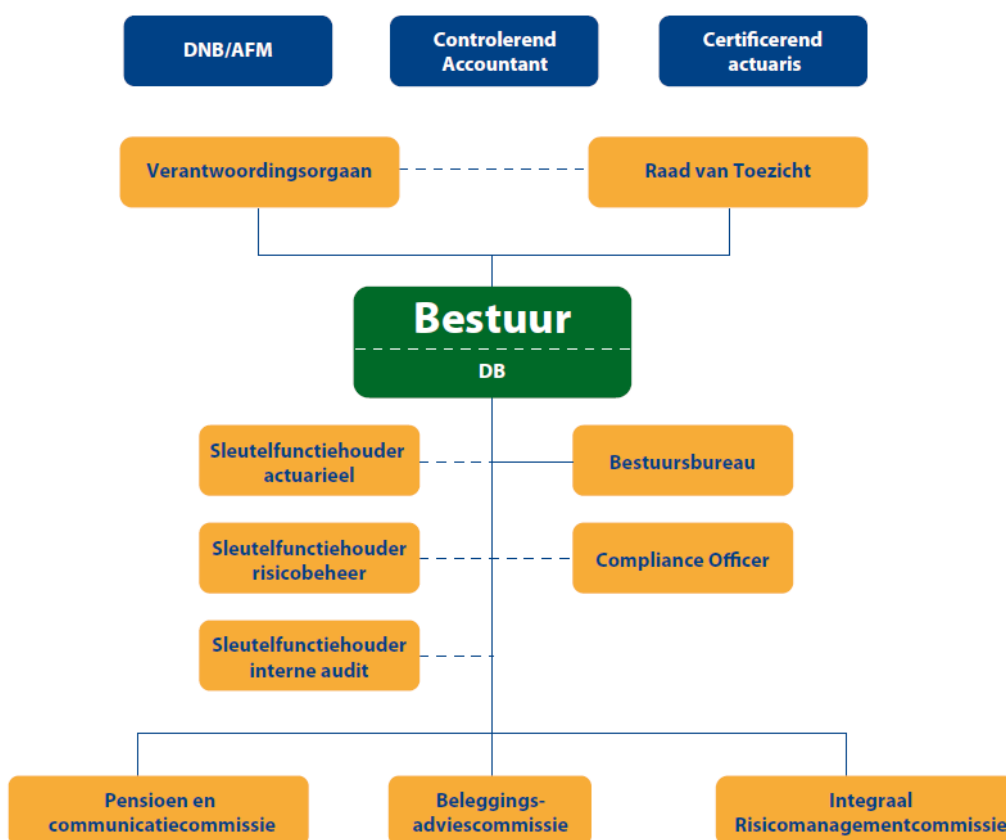 DNB/AFM
Controlerend
Accountant
Certificerend
actuaris
Verantwoordingsorgaan
Raad van Toezicht
Bestuur
DB
Sleutelfunctiehouder
actuarieel
Bestuursbureau
Sleutelfunctiehouder
risicobeheer
Compliance Officer
Sleutelfunctiehouder
interne audit
Pensioen en
communicatiecommissie
Beleggings-
adviescommissie
Integraal
Risicomanagementcommissie